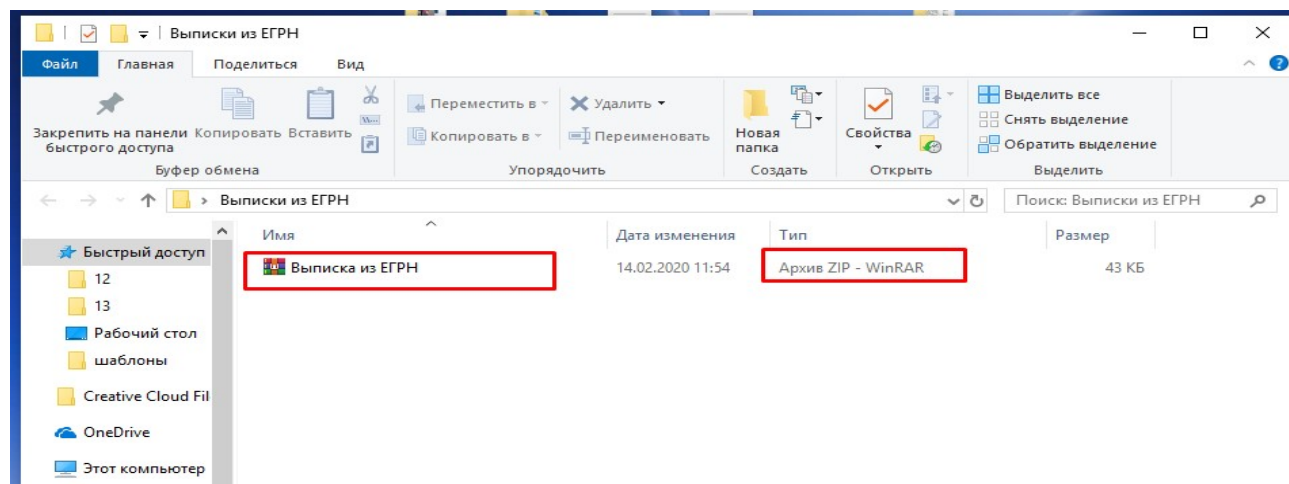 Выписки из ЕГРН
Файл Главная Поделиться Вид
Закрепить на панели быстрого доступа
Копировать
Вставить
Буфер обмена
Переместить в
Копировать в
Удалить
Переименовать
Упорядочить
Новая папка
Создать
Свойства
Открыть
Выделить все
Снять выделение
Обратить выделение
Выделить
Выписки из ЕГРН
Поиск: Выписки из ЕГРН
Имя Дата изменения Тип Размер
Выписка из ЕГРН 14.02.2020 11:54 Архив ZIP - WinRAR 43 КБ
Быстрый доступ
12
13
Рабочий стол
шаблоны
Creative Cloud Fil
OneDrive
Этот компьютер